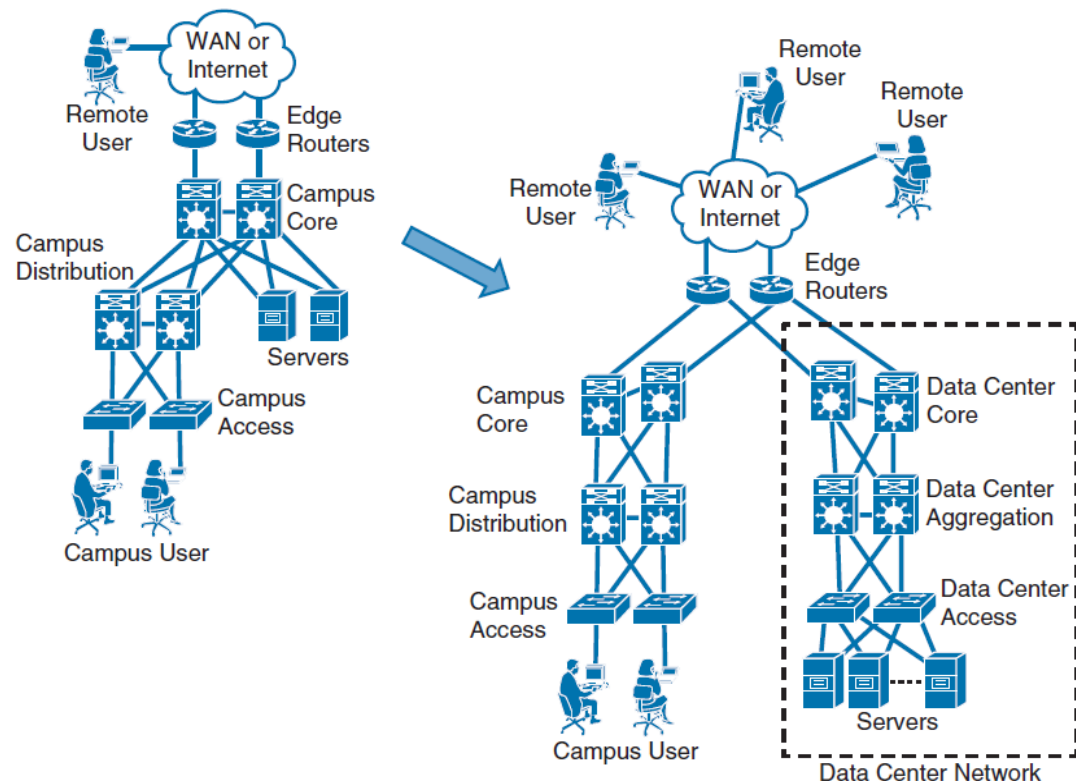 WAN or
Internet
Remote
User
Edge
Routers
Campus
Core
Campus
Distribution
Servers
Campus
Access
Campus User
Remote
User
Remote
User
Remote
User
WAN or
Internet
Edge
Routers
Campus
Core
Data Center
Core
Campus
Distribution
Data Center
Aggregation
Campus
Access
Data Center
Access
Servers
Campus User
Data Center Network